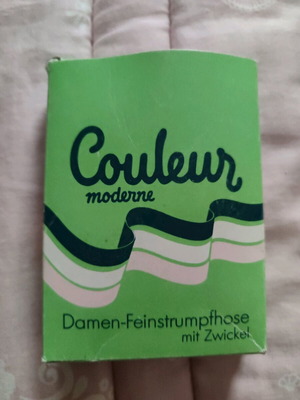 Couleur
moderne
Damen-Feinstrumpfhose
mit Zwickel